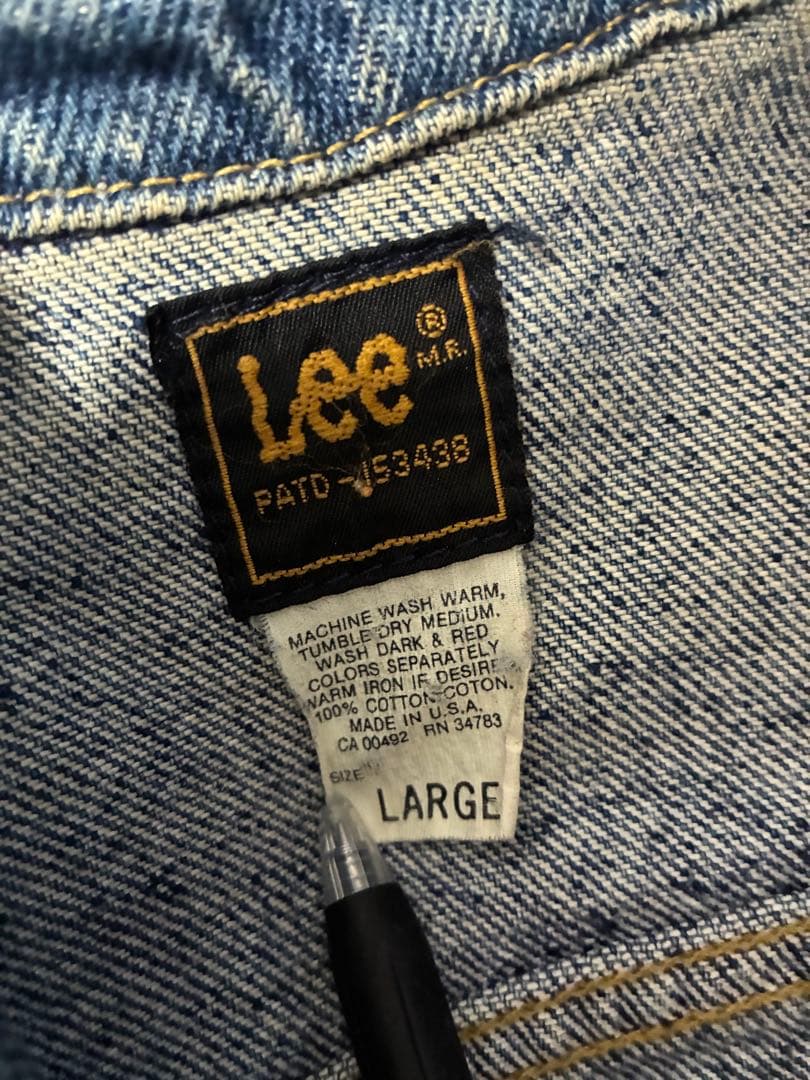 Lee ®
M.R.
PATD-153438
MACHINE WASH WARM,
TUMBLE DRY MEDIUM.
WASH DARK & RED
COLORS SEPARATELY
WARM IRON IF DESIRE
100% COTTON-COTON.
MADE IN U.S.A.
CA 00492 RN 34783
SIZE
LARGE